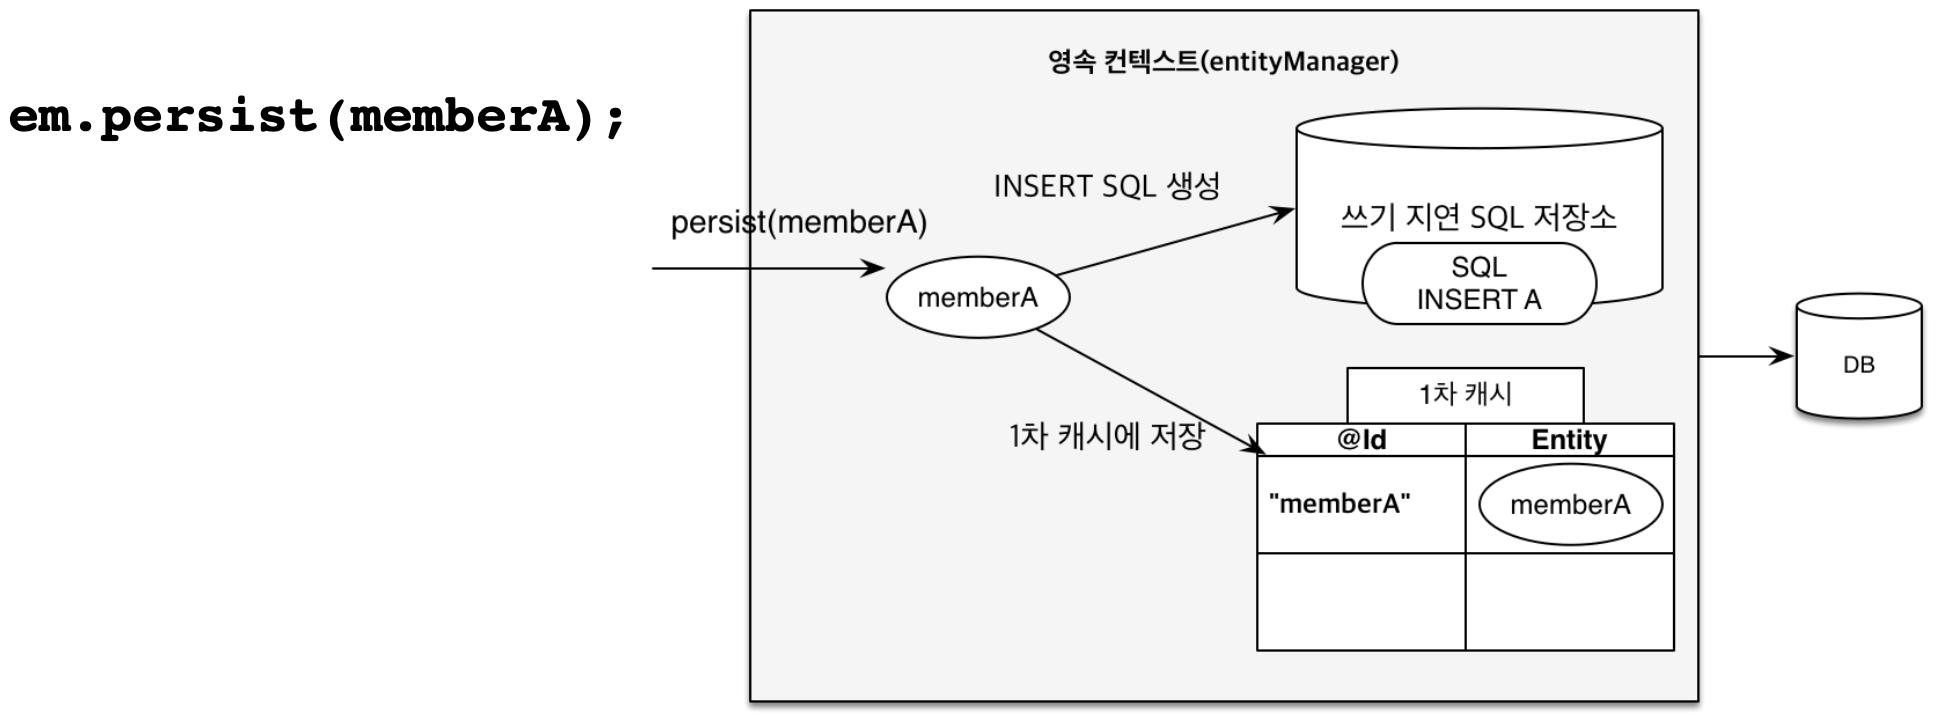 영속 컨텍스트(entityManager)
em.persist(memberA);
INSERT SQL 생성
persist(memberA)
쓰기 지연 SQL 저장소
SQL
INSERT A
memberA
DB
1차 캐시
1차 캐시에 저장
@Id Entity
"memberA" memberA